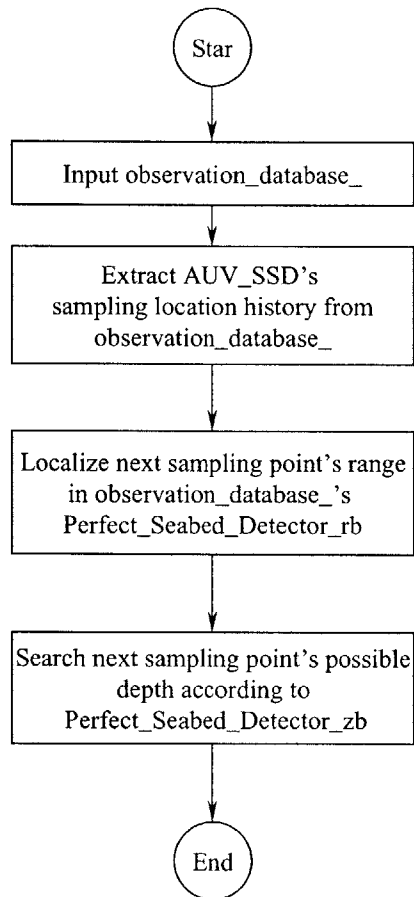 Star
Input observation_database_
Extract AUV_SSD's
sampling location history from
observation_database_
Localize next sampling point's range
in observation_database_'s
Perfect_Seabed_Detector_rb
Search next sampling point's possible
depth according to
Perfect_Seabed_Detector_zb
End